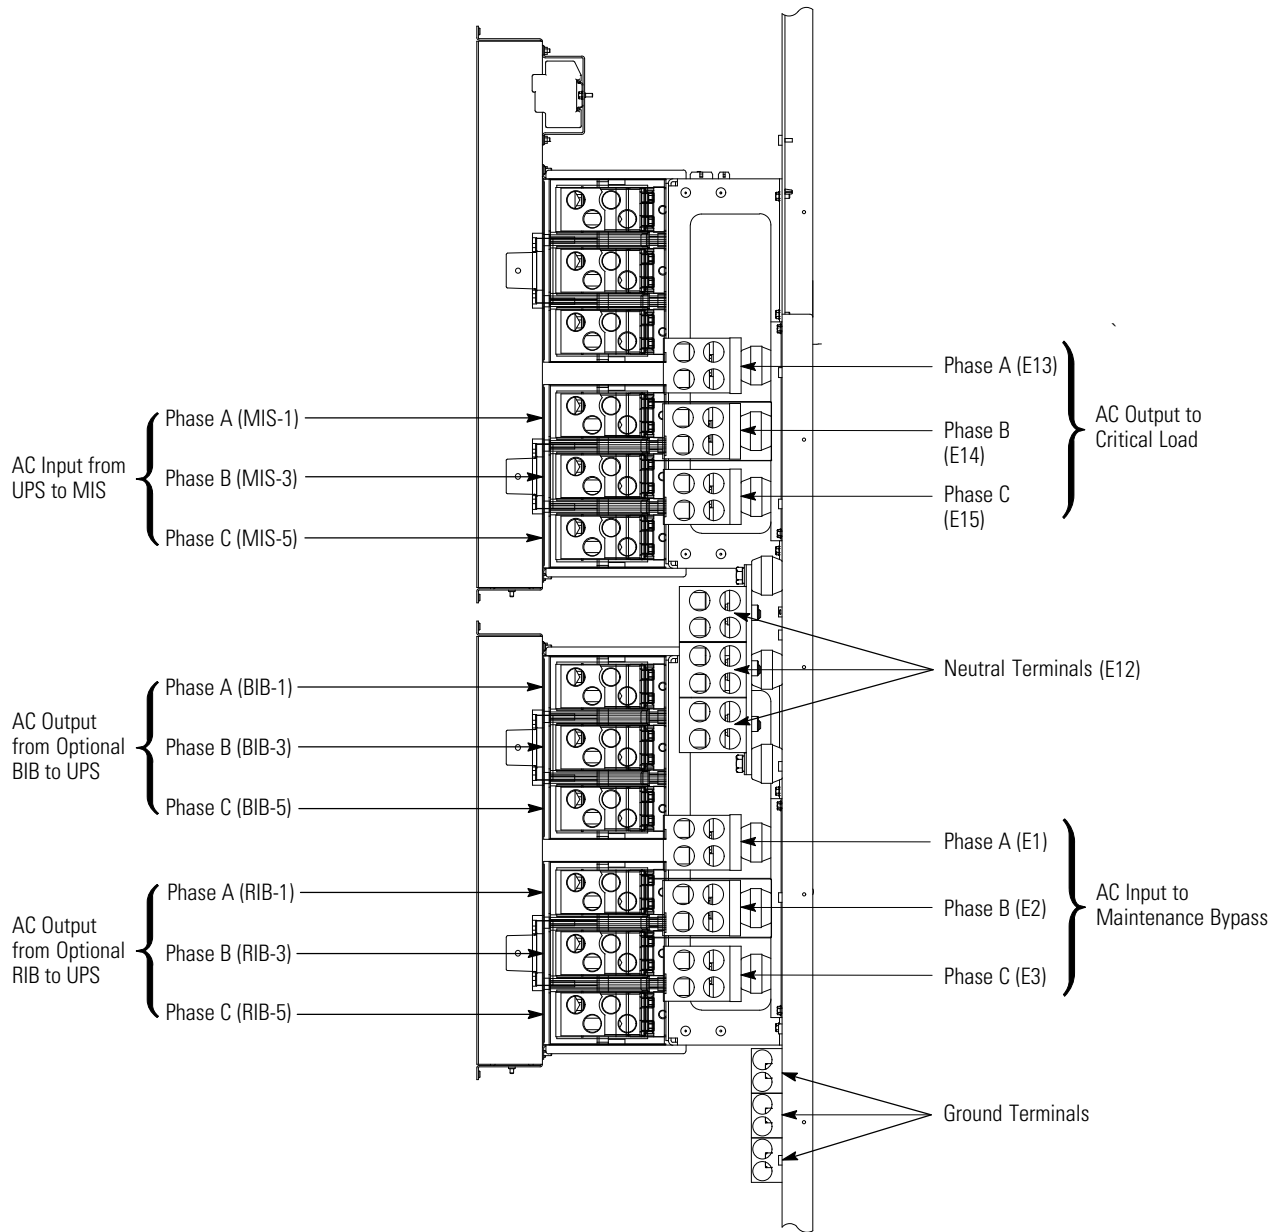 Phase A (E13)
Phase B
(E14)
Phase C
(E15)
AC Output to
Critical Load
AC Input from
UPS to MIS
Phase A (MIS-1)
Phase B (MIS-3)
Phase C (MIS-5)
Neutral Terminals (E12)
AC Output
from Optional
BIB to UPS
Phase A (BIB-1)
Phase B (BIB-3)
Phase C (BIB-5)
Phase A (E1)
Phase B (E2)
Phase C (E3)
AC Input to
Maintenance Bypass
AC Output
from Optional
RIB to UPS
Phase A (RIB-1)
Phase B (RIB-3)
Phase C (RIB-5)
Ground Terminals